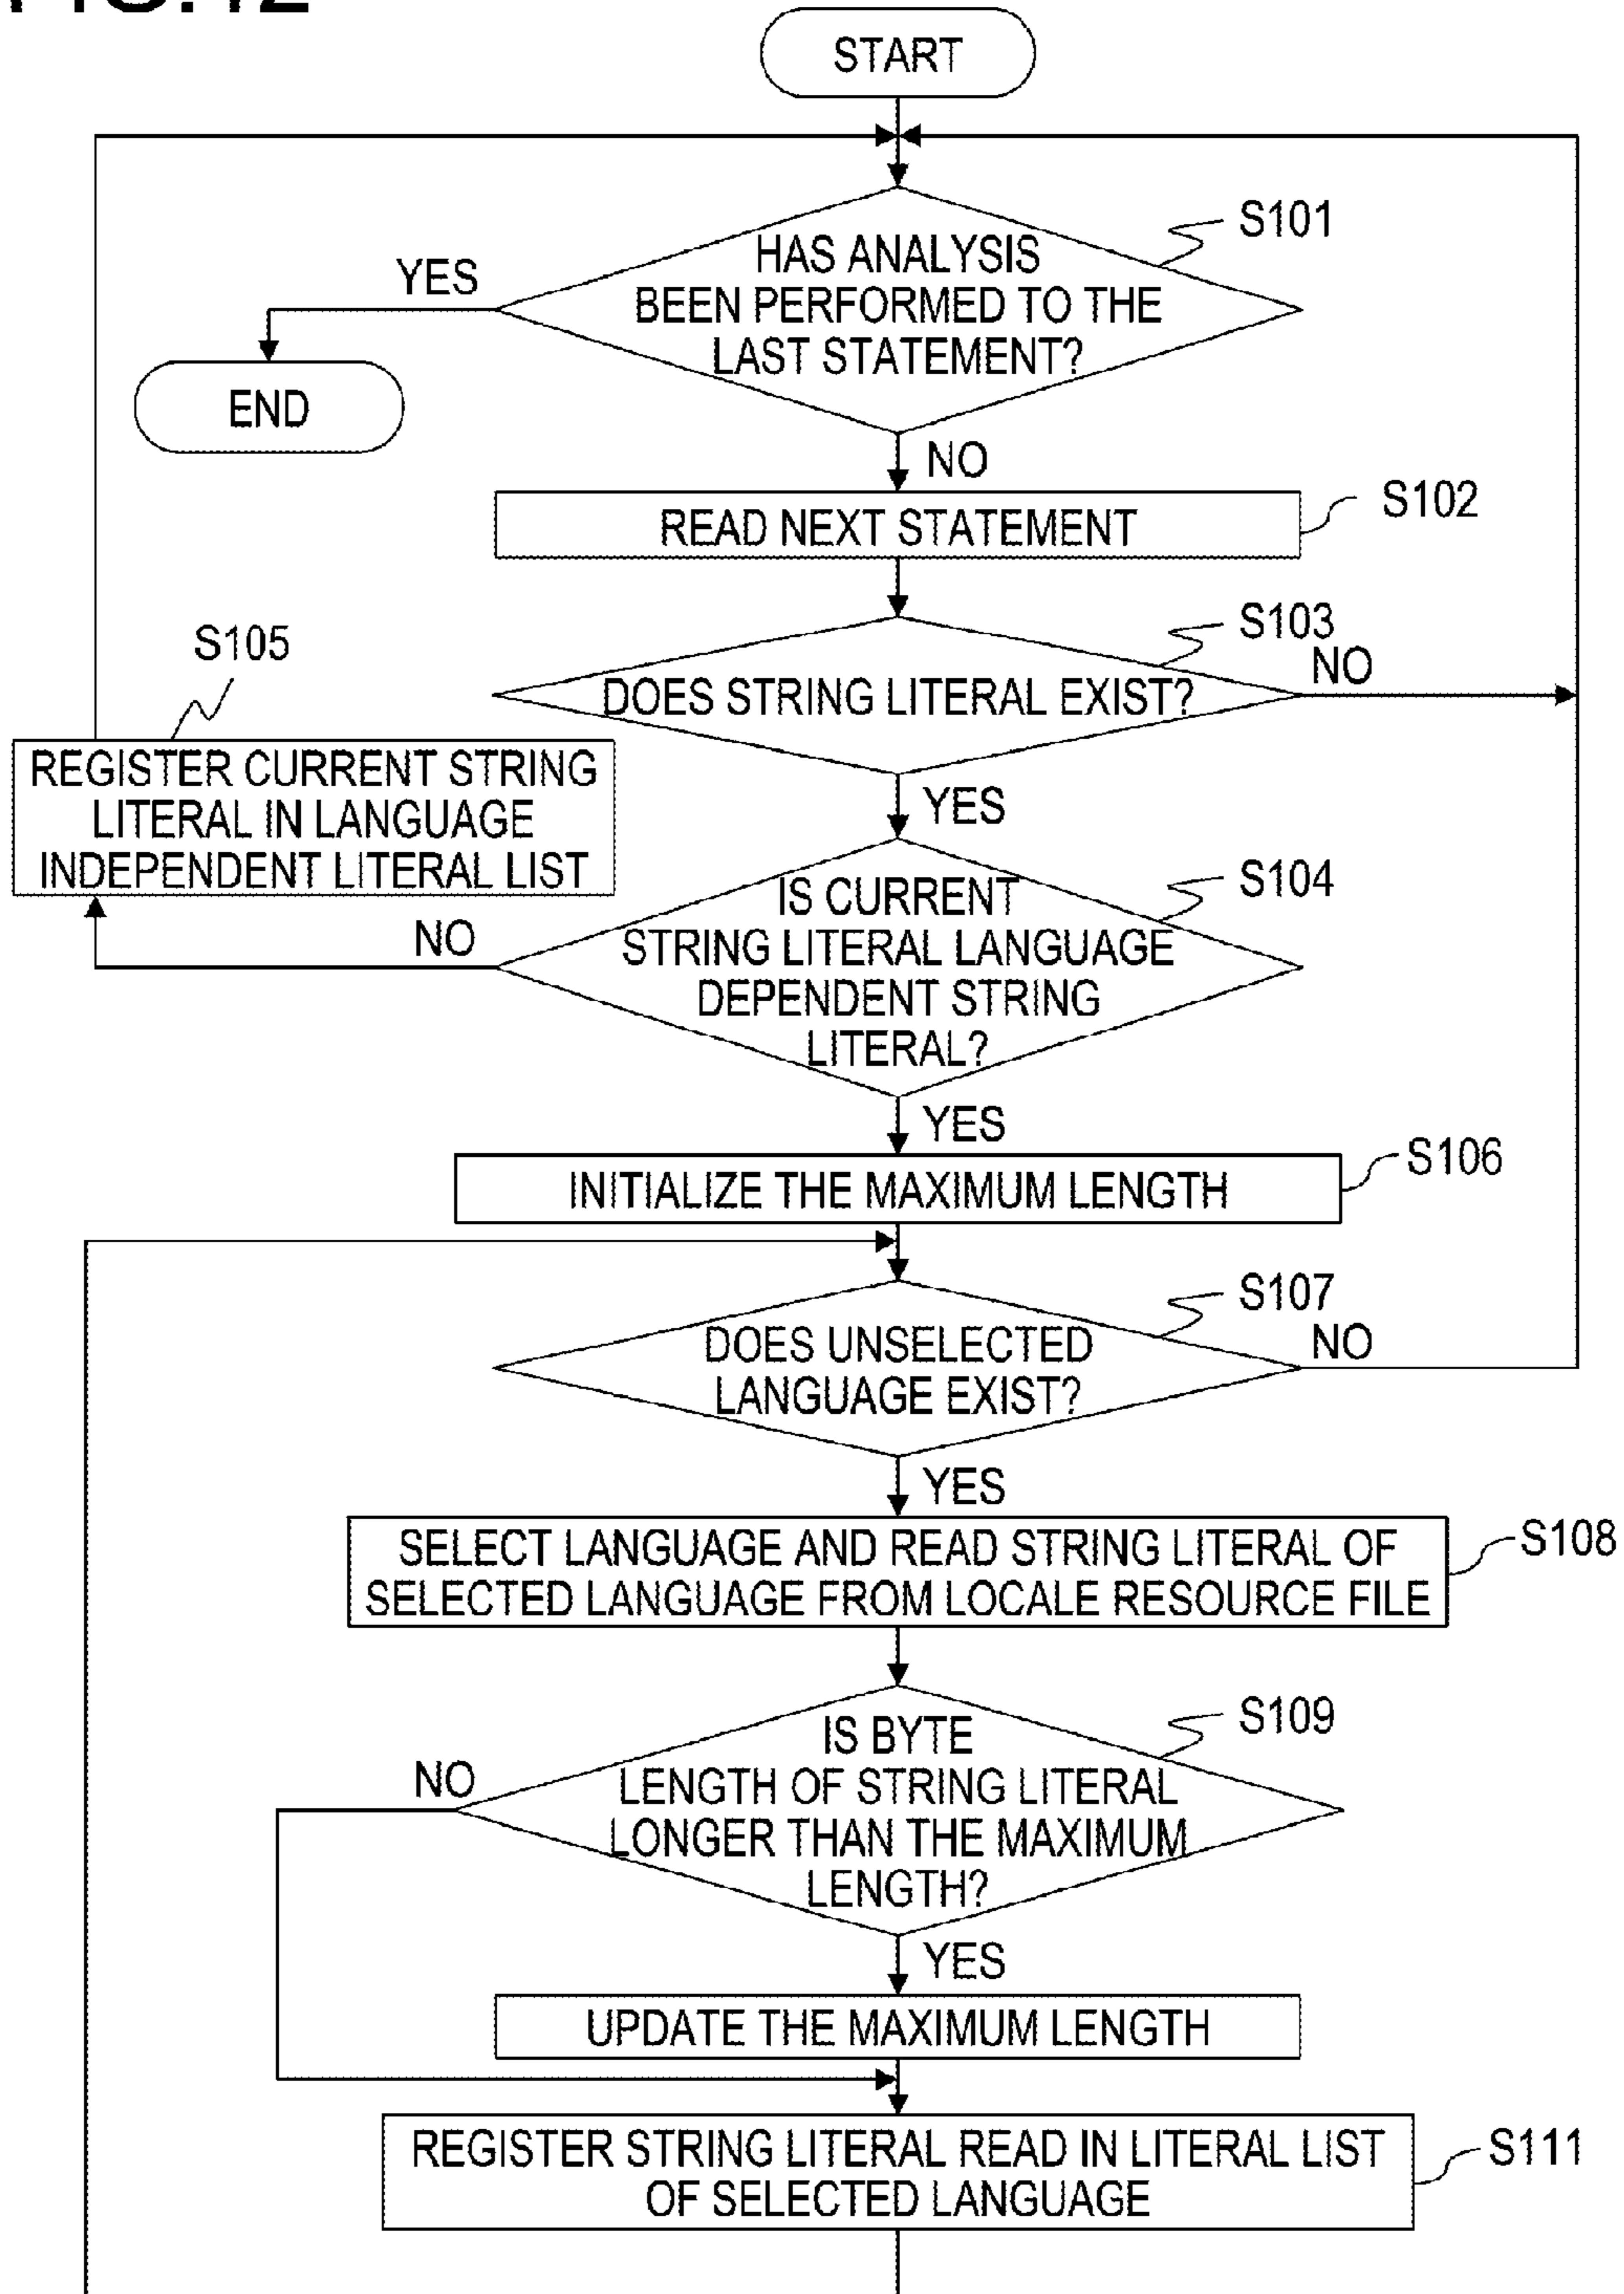 FIG.12
START
S101
HAS ANALYSIS
BEEN PERFORMED TO THE
LAST STATEMENT?
YES
END
NO
READ NEXT STATEMENT
S102
S103
DOES STRING LITERAL EXIST?
NO
S105
REGISTER CURRENT STRING
LITERAL IN LANGUAGE
INDEPENDENT LITERAL LIST
YES
S104
IS CURRENT
STRING LITERAL LANGUAGE
DEPENDENT STRING
LITERAL?
NO
YES
INITIALIZE THE MAXIMUM LENGTH
S106
S107
DOES UNSELECTED
LANGUAGE EXIST?
NO
YES
SELECT LANGUAGE AND READ STRING LITERAL OF
SELECTED LANGUAGE FROM LOCALE RESOURCE FILE
S108
S109
IS BYTE
LENGTH OF STRING LITERAL
LONGER THAN THE MAXIMUM
LENGTH?
NO
YES
UPDATE THE MAXIMUM LENGTH
REGISTER STRING LITERAL READ IN LITERAL LIST
OF SELECTED LANGUAGE
S111